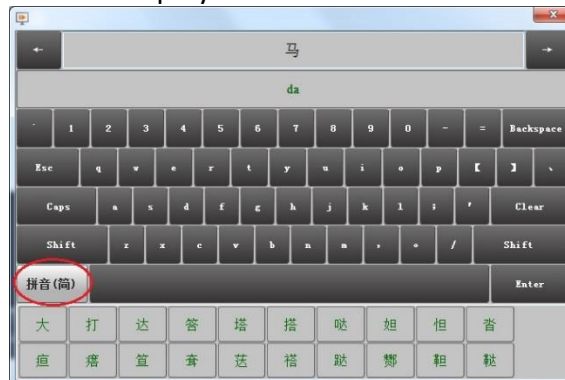 ← 马 →
da
` 1 2 3 4 5 6 7 8 9 0 - = Backspace
Esc q w e r t y u i o p 【 】 、
Caps a s d f g h j k l ; ' Clear
Shift z x c v b n m , . / Shift
拼音(简) Enter
大 打 达 答 塔 搭 哒 妲 怛 沓
疸 瘩 笪 耷 荙 褡 跶 酂 靼 鞑